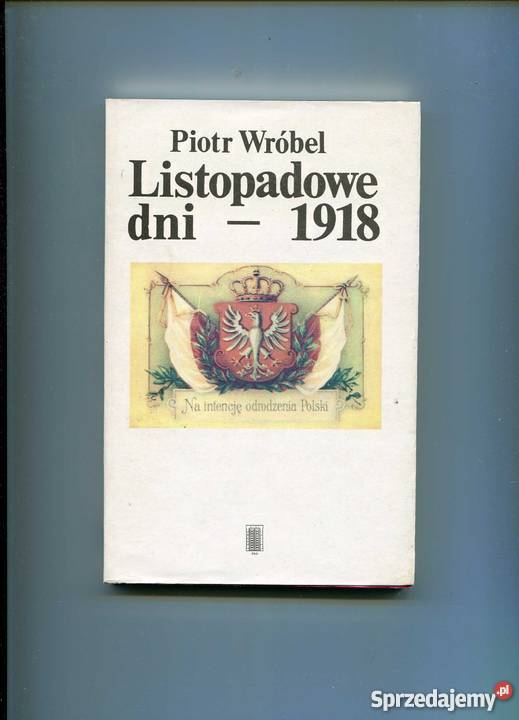 Piotr Wróbel
Listopadowe
dni – 1918
Na intencję odrodzenia Polski
Sprzedajemy.pl